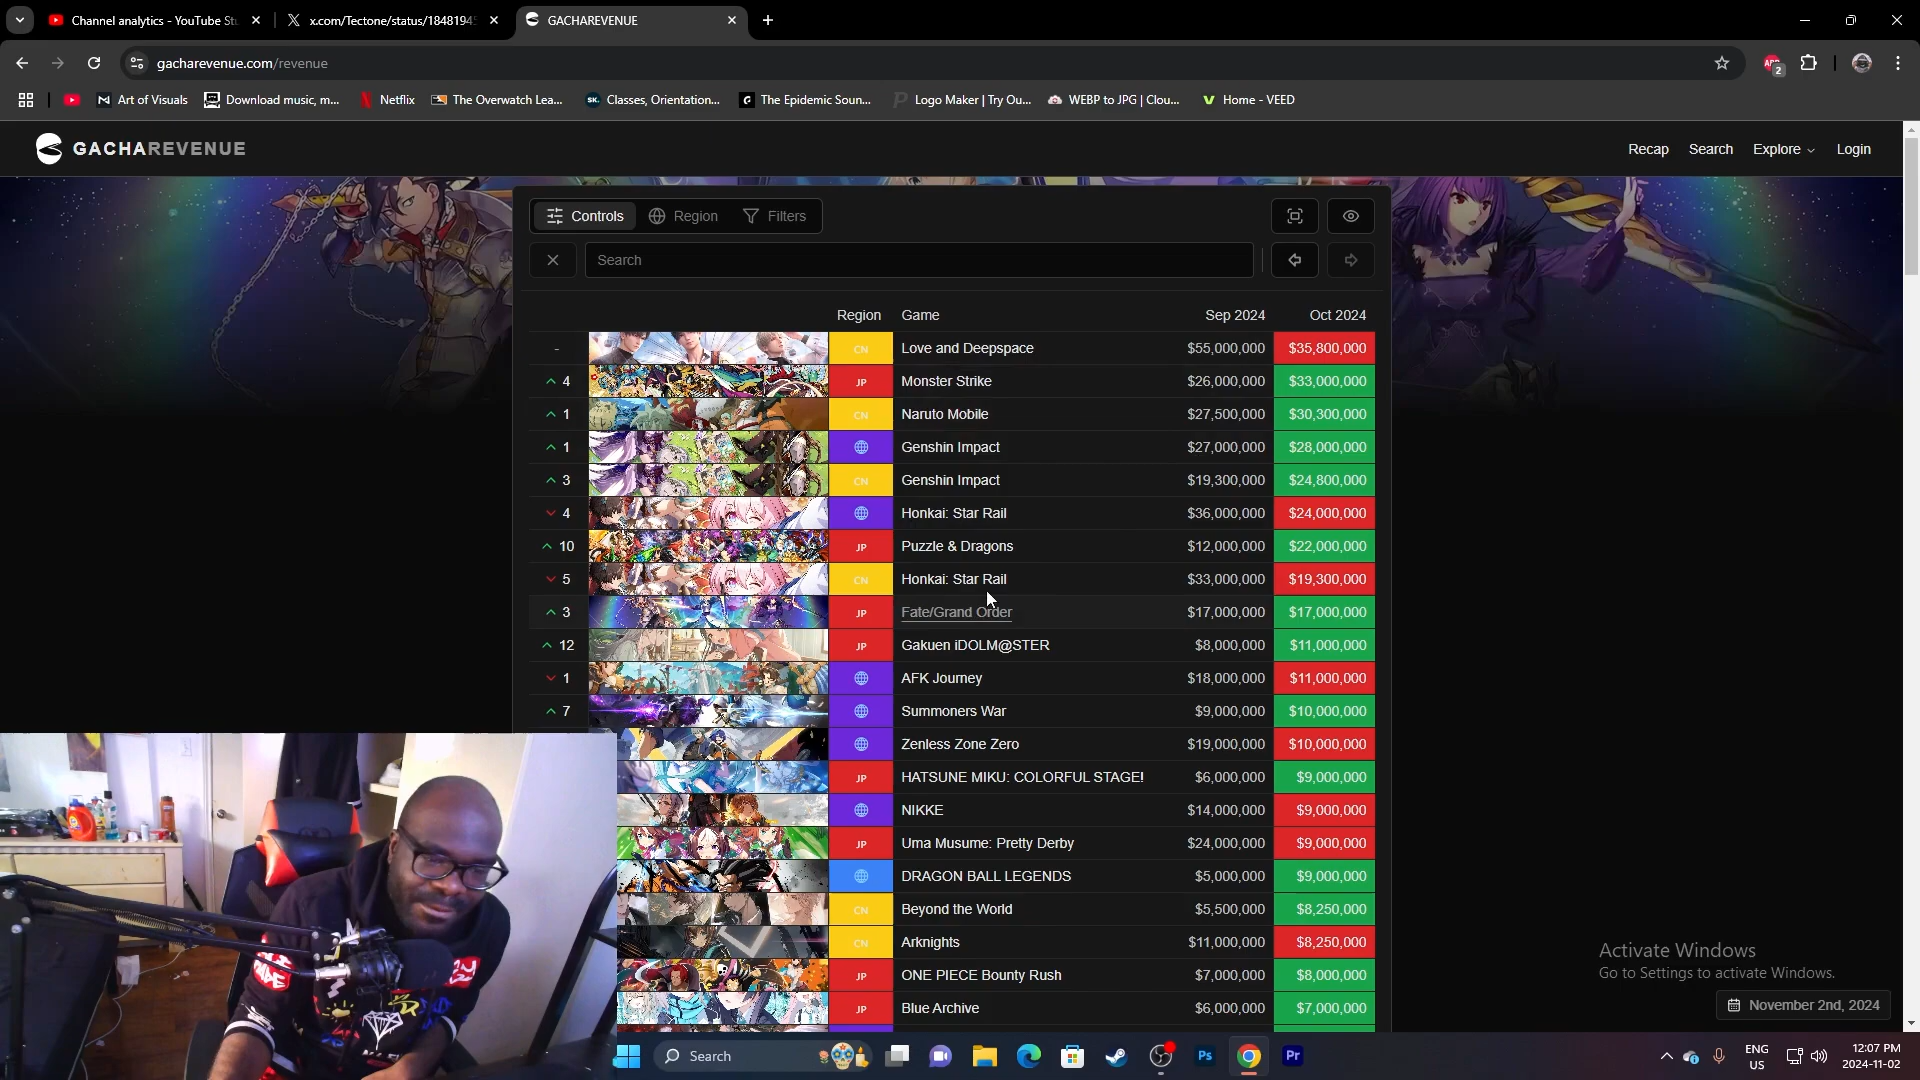 Channel analytics - YouTube St
x.com/Tectone/status/1848194
GACHAREVENUE
gacharevenue.com/revenue
ABP 2
Art of Visuals
Download music, m...
Netflix
The Overwatch Lea...
SK. Classes, Orientation...
The Epidemic Soun...
Logo Maker | Try Ou...
WEBP to JPG | Clou...
Home - VEED
GACHAREVENUE
Recap Search Explore Login
Controls Region Filters
Search
Region Game Sep 2024 Oct 2024
- CN Love and Deepspace $55,000,000 $35,800,000
4 JP Monster Strike $26,000,000 $33,000,000
1 CN Naruto Mobile $27,500,000 $30,300,000
1 Genshin Impact $27,000,000 $28,000,000
3 CN Genshin Impact $19,300,000 $24,800,000
4 Honkai: Star Rail $36,000,000 $24,000,000
10 JP Puzzle & Dragons $12,000,000 $22,000,000
5 CN Honkai: Star Rail $33,000,000 $19,300,000
3 JP Fate/Grand Order $17,000,000 $17,000,000
12 JP Gakuen iDOLM@STER $8,000,000 $11,000,000
1 AFK Journey $18,000,000 $11,000,000
7 Summoners War $9,000,000 $10,000,000
Zenless Zone Zero $19,000,000 $10,000,000
JP HATSUNE MIKU: COLORFUL STAGE! $6,000,000 $9,000,000
NIKKE $14,000,000 $9,000,000
JP Uma Musume: Pretty Derby $24,000,000 $9,000,000
DRAGON BALL LEGENDS $5,000,000 $9,000,000
CN Beyond the World $5,500,000 $8,250,000
CN Arknights $11,000,000 $8,250,000
JP ONE PIECE Bounty Rush $7,000,000 $8,000,000
JP Blue Archive $6,000,000 $7,000,000
Activate Windows
Go to Settings to activate Windows.
November 2nd, 2024
Search
Ps
Pr
ENG
US
12:07 PM
2024-11-02